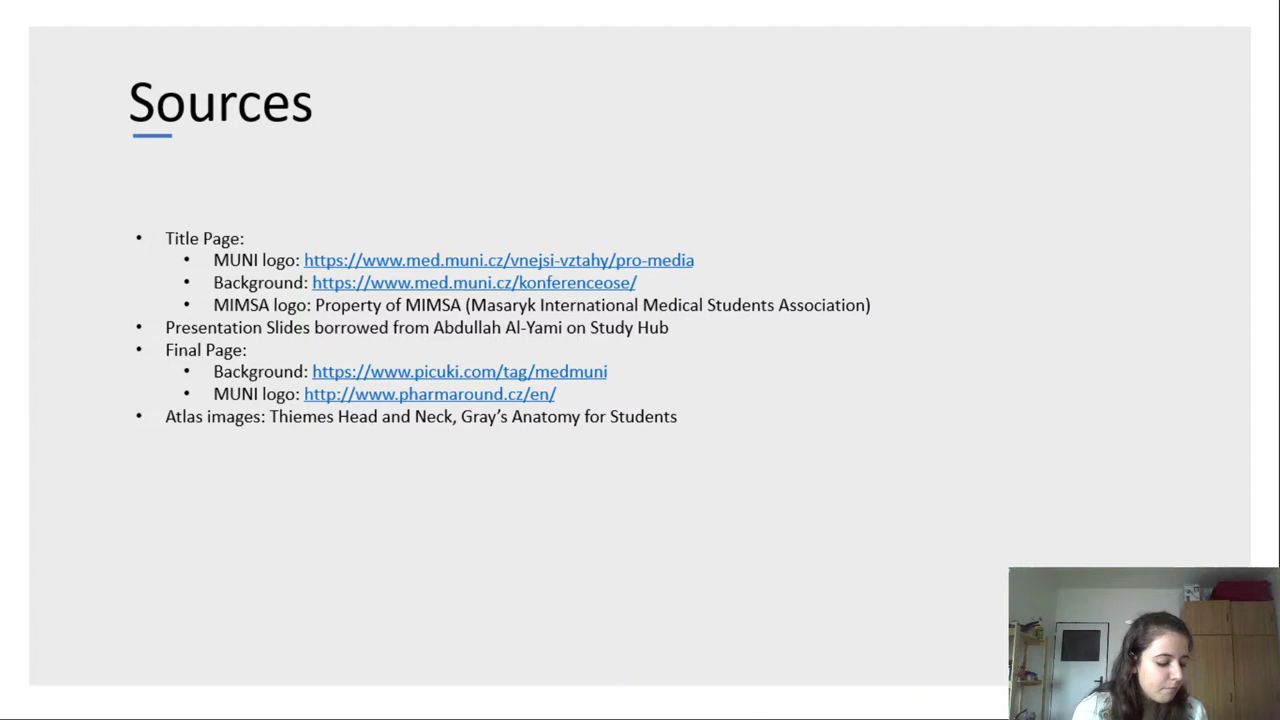 Sources
• Title Page:
• MUNI logo: https://www.med.muni.cz/vnejsi-vztahy/pro-media
• Background: https://www.med.muni.cz/konferenceose/
• MIMSA logo: Property of MIMSA (Masaryk International Medical Students Association)
• Presentation Slides borrowed from Abdullah Al-Yami on Study Hub
• Final Page:
• Background: https://www.picuki.com/tag/medmuni
• MUNI logo: http://www.pharmaround.cz/en/
• Atlas images: Thiemes Head and Neck, Gray’s Anatomy for Students